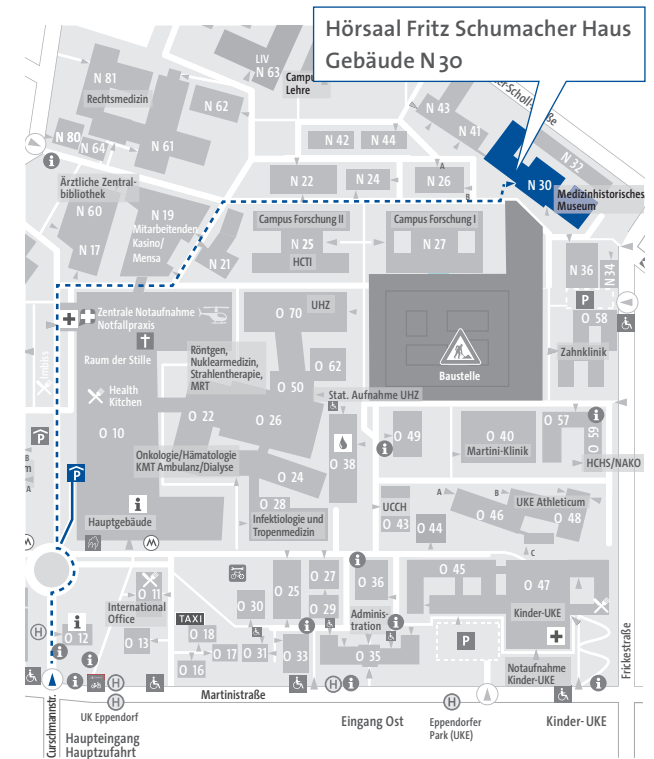 Hörsaal Fritz Schumacher Haus
Gebäude N 30
LIV
N 63
N 81
Rechtsmedizin
N 62
Campus
Lehre
N 43
N 41
N 80
N 64
N 61
N 42
N 44
N 32
A
B
N 22
N 24
N 26
N 30
Medizinhistorisches
Museum
Ärztliche Zentral-
bibliothek
N 60
N 17
N 19
Mitarbeitenden
Kasino/
Mensa
N 21
Campus Forschung II
N 25
HCTI
Campus Forschung I
N 27
N 36
N 34
P
Zentrale Notaufnahme
Notfallpraxis
Raum der Stille
Imbiss
Health
Kitchen
O 10
O 70
UHZ
O 62
Röntgen,
Nuklearmedizin,
Strahlentherapie,
MRT
O 50
O 22
O 26
Stat. Aufnahme UHZ
Baustelle
O 58
Zahnklinik
O 49
O 40
Martini-Klinik
O 57
O 59
HCHS/NAKO
O 38
Onkologie/Hämatologie
KMT Ambulanz/Dialyse
O 24
O 28
Infektiologie und
Tropenmedizin
P
B
A
P
Hauptgebäude
UCCH
O 43
O 44
A
B
O 46
UKE Athleticum
O 48
C
O 11
International
Office
O 12
O 13
TAXI
O 18
O 17
O 16
O 30
O 31
O 25
O 27
O 29
O 33
O 36
Adminis-
tration
O 35
O 45
O 47
Kinder-UKE
P
Notaufnahme
Kinder-UKE
Frickestraße
H
H
H
H
H
Martinistraße
Curschmannstr.
UK Eppendorf
Haupteingang
Hauptzufahrt
Eingang Ost
Eppendorfer
Park (UKE)
Kinder- UKE